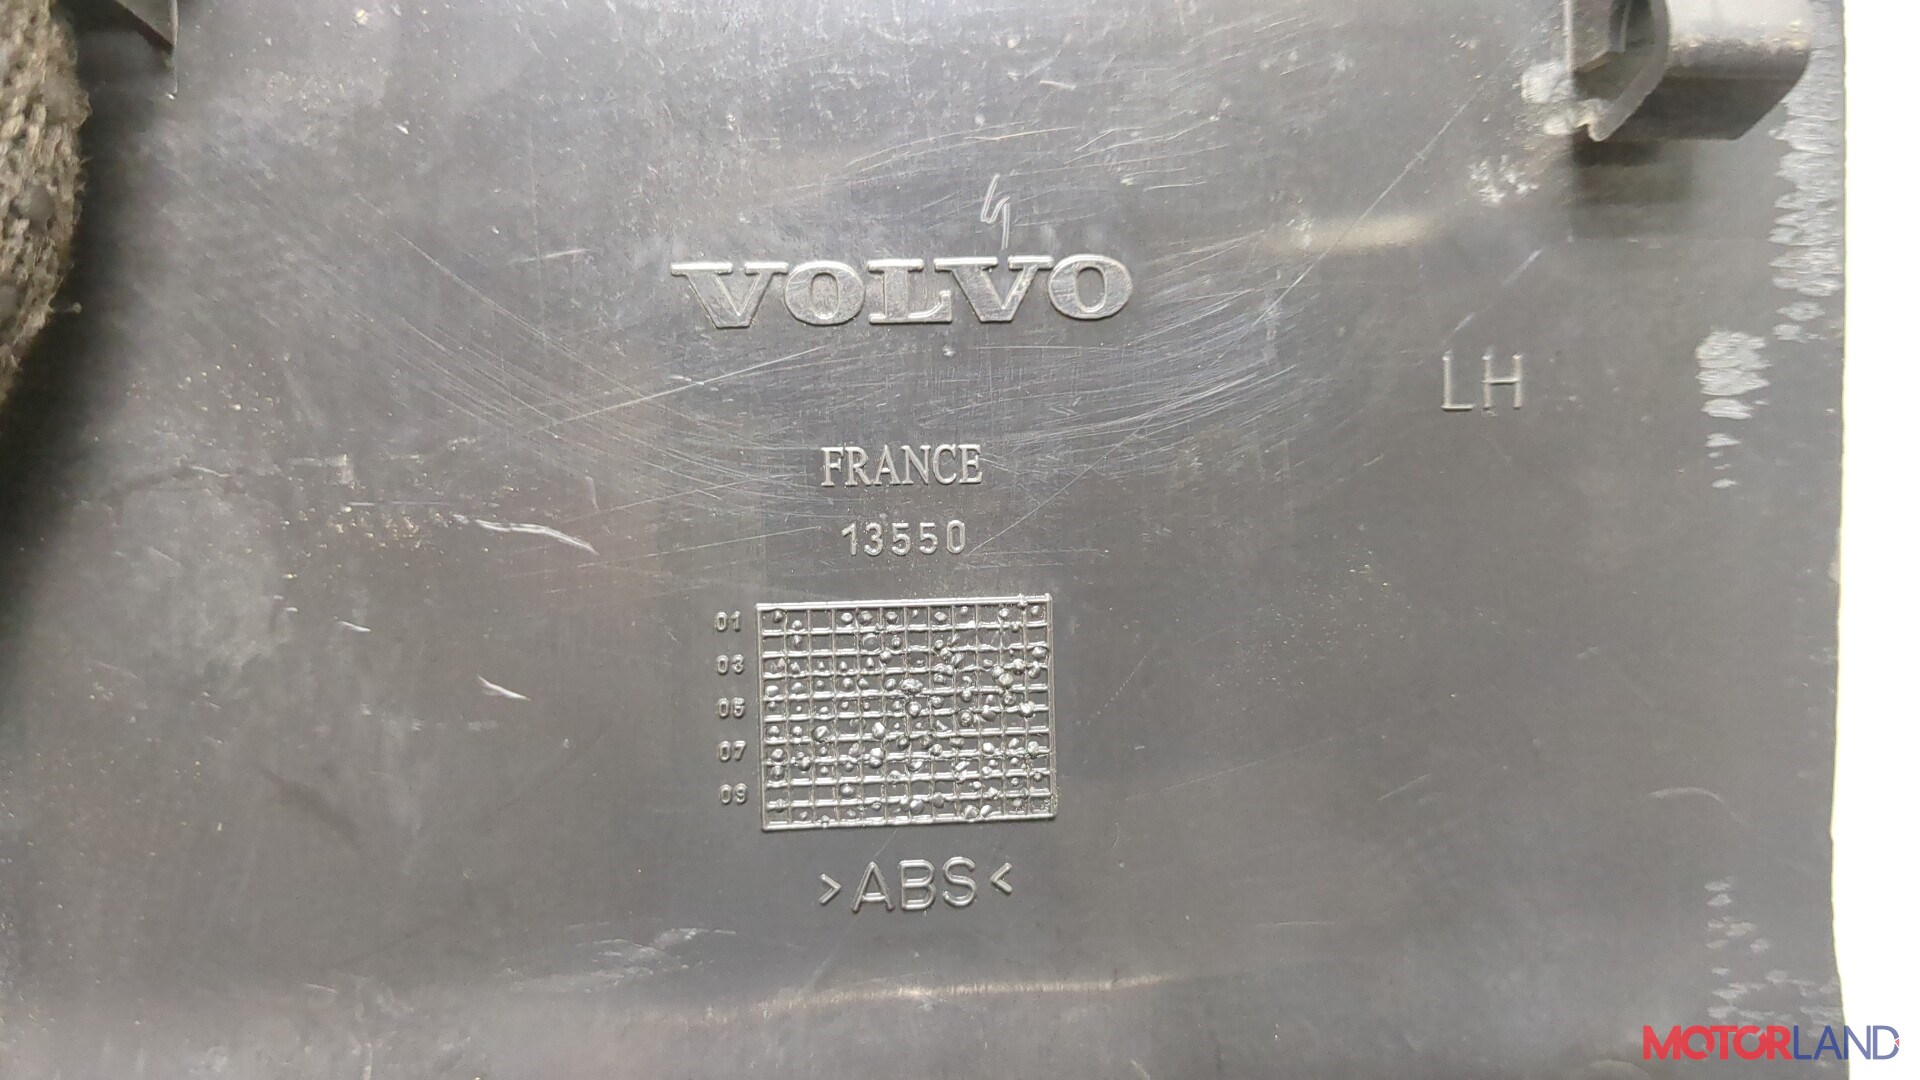 VOLVO
LH
FRANCE
13550
01
03
05
07
09
>ABS<
MOTORLAND